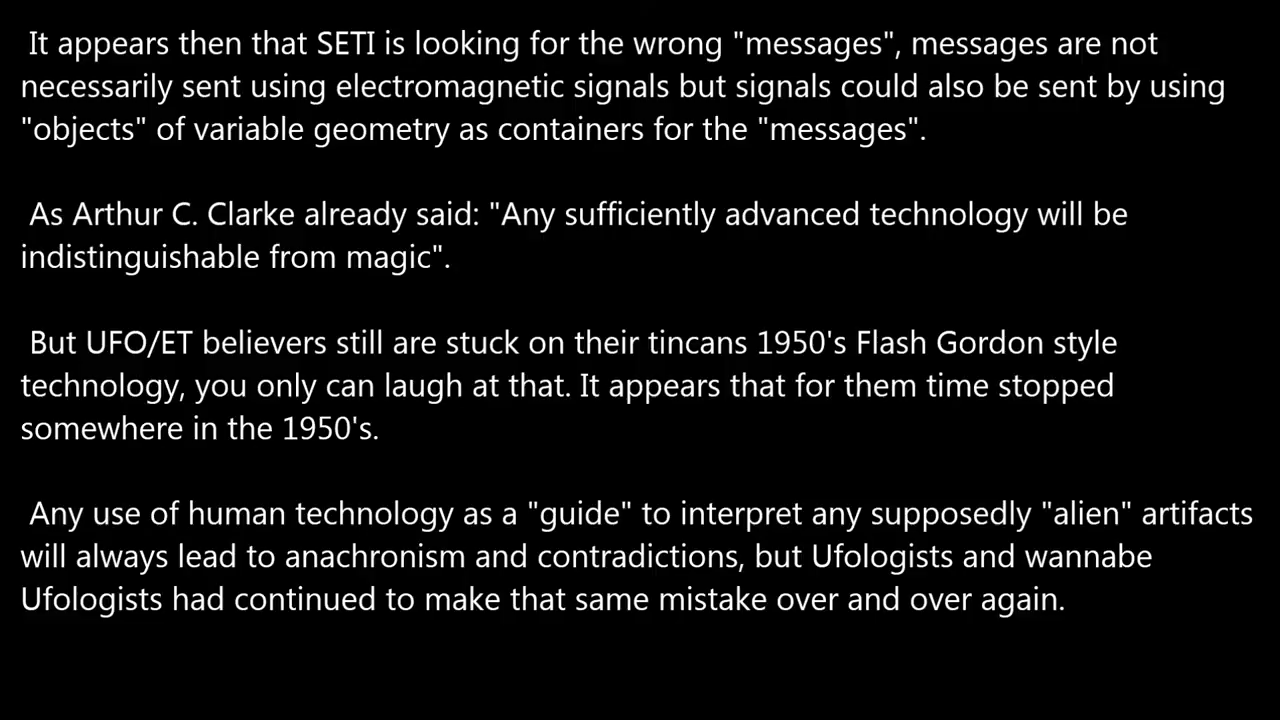 It appears then that SETI is looking for the wrong "messages", messages are not
necessarily sent using electromagnetic signals but signals could also be sent by using
"objects" of variable geometry as containers for the "messages".
As Arthur C. Clarke already said: "Any sufficiently advanced technology will be
indistinguishable from magic".
But UFO/ET believers still are stuck on their tincans 1950's Flash Gordon style
technology, you only can laugh at that. It appears that for them time stopped
somewhere in the 1950's.
Any use of human technology as a "guide" to interpret any supposedly "alien" artifacts
will always lead to anachronism and contradictions, but Ufologists and wannabe
Ufologists had continued to make that same mistake over and over again.